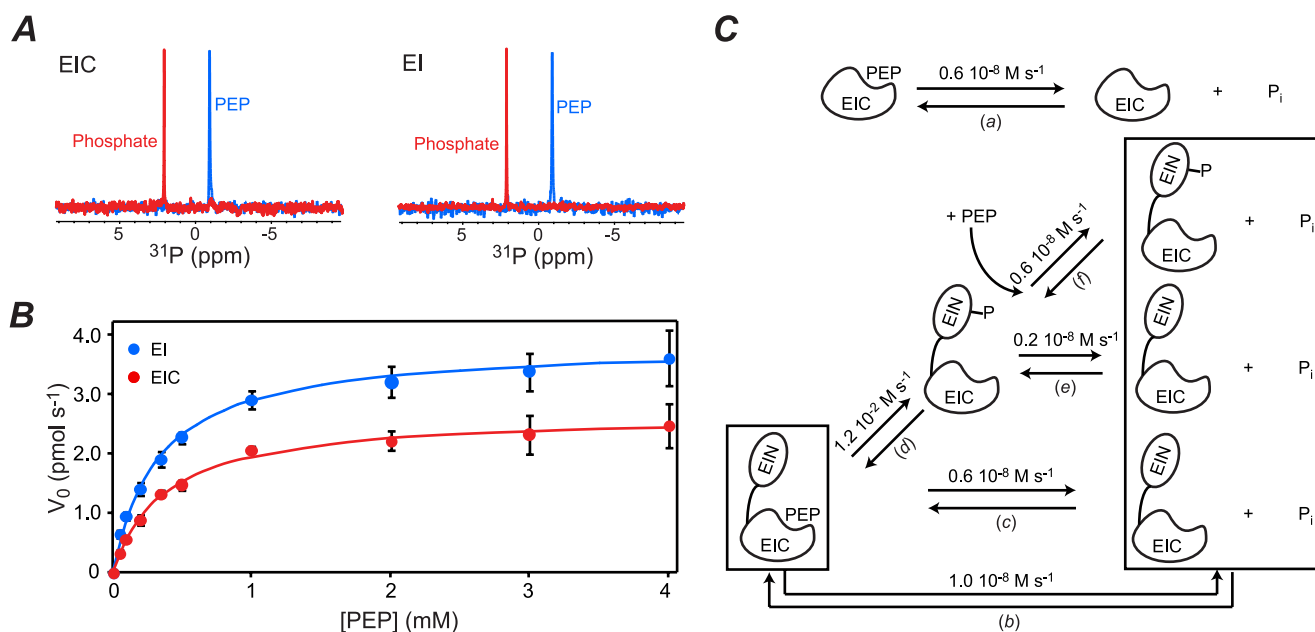 A
EIC
PEP
Phosphate
5
0
-5
³¹P (ppm)
EI
PEP
Phosphate
5
0
-5
³¹P (ppm)
B
4.0
3.0
2.0
1.0
0
V₀ (pmol s⁻¹)
EI
EIC
0
1
2
3
4
[PEP] (mM)
C
PEP
EIC
0.6 10⁻⁸ M s⁻¹
(a)
EIC
+
Pᵢ
EIN
P
EIC
+
Pᵢ
+ PEP
0.6 10⁻⁸ M s⁻¹
(f)
EIN
P
EIC
0.2 10⁻⁸ M s⁻¹
(e)
EIN
EIC
+
Pᵢ
1.2 10⁻² M s⁻¹
(d)
EIN
PEP
EIC
0.6 10⁻⁸ M s⁻¹
(c)
EIN
EIC
+
Pᵢ
1.0 10⁻⁸ M s⁻¹
(b)